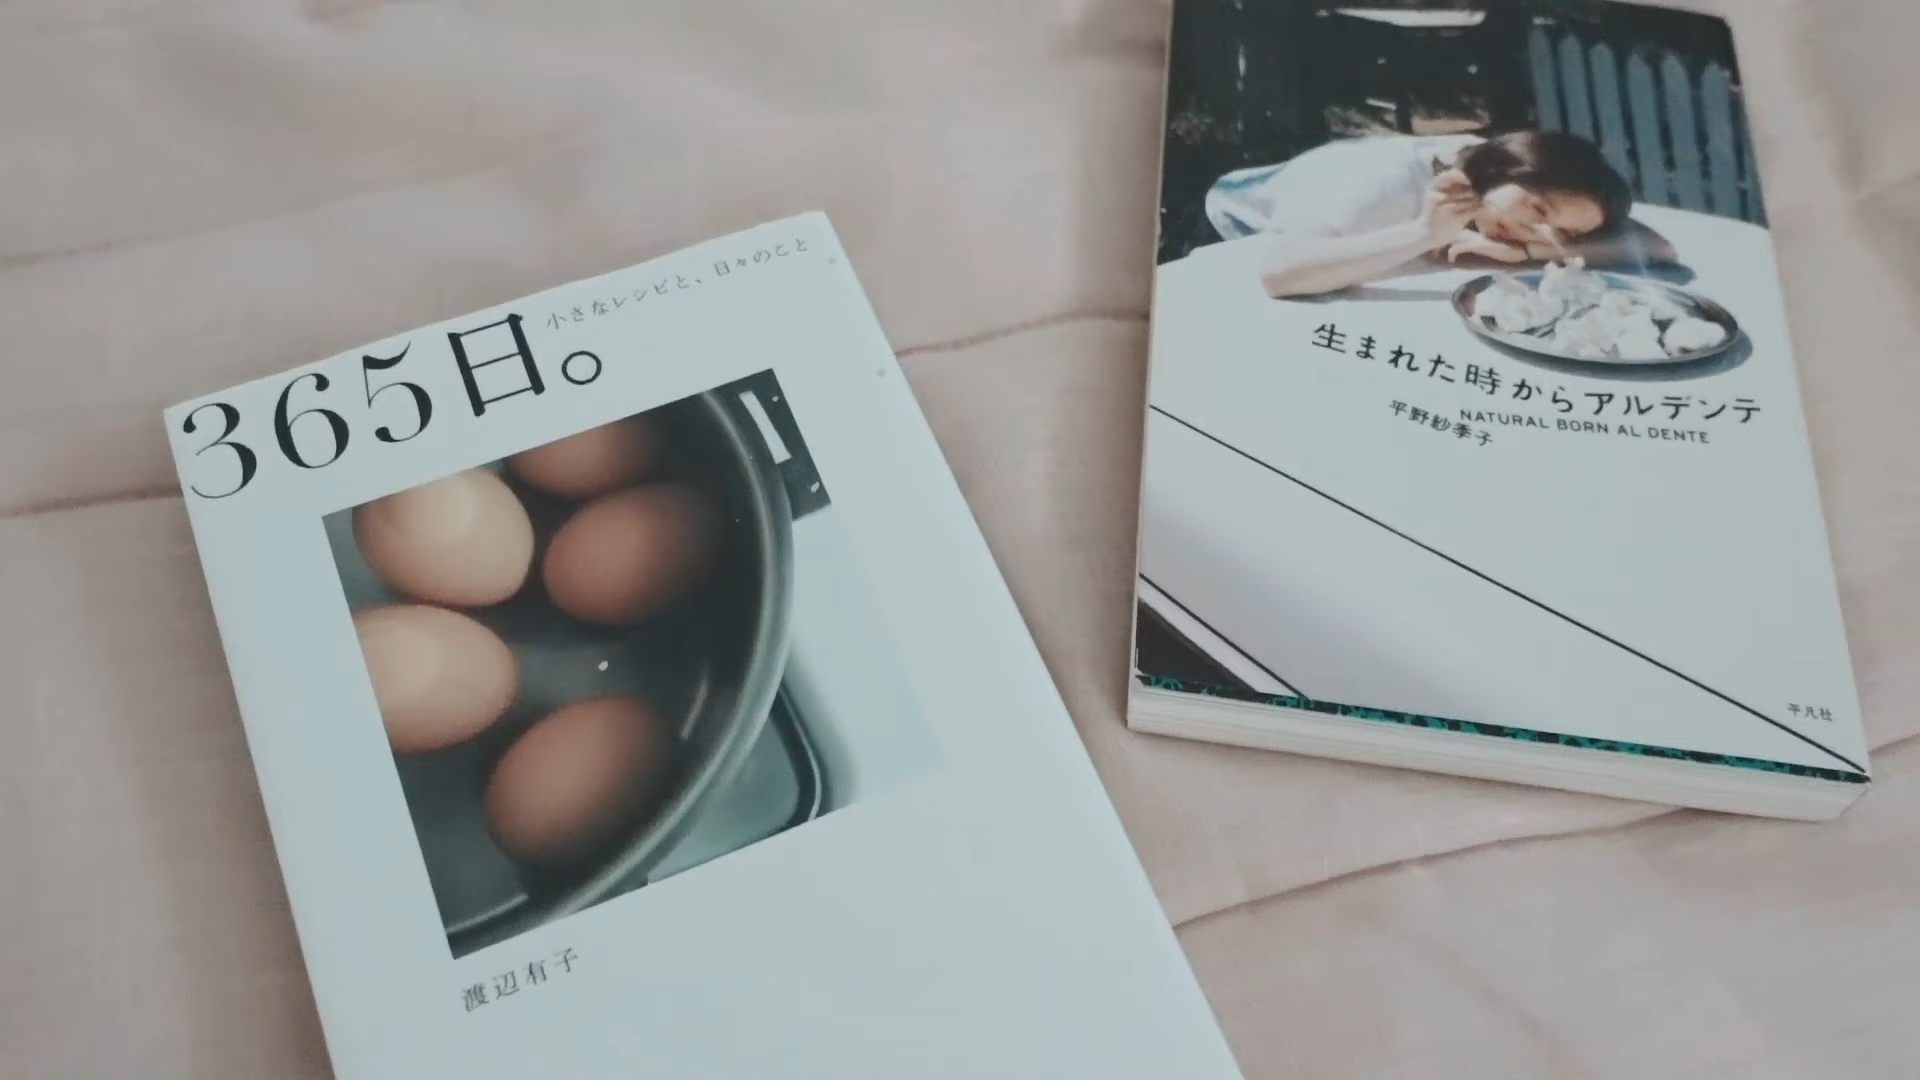 小さなレシピと、日々のこと
365日。
渡辺有子
生まれた時からアルデンテ
NATURAL BORN AL DENTE
平野紗季子
平凡社